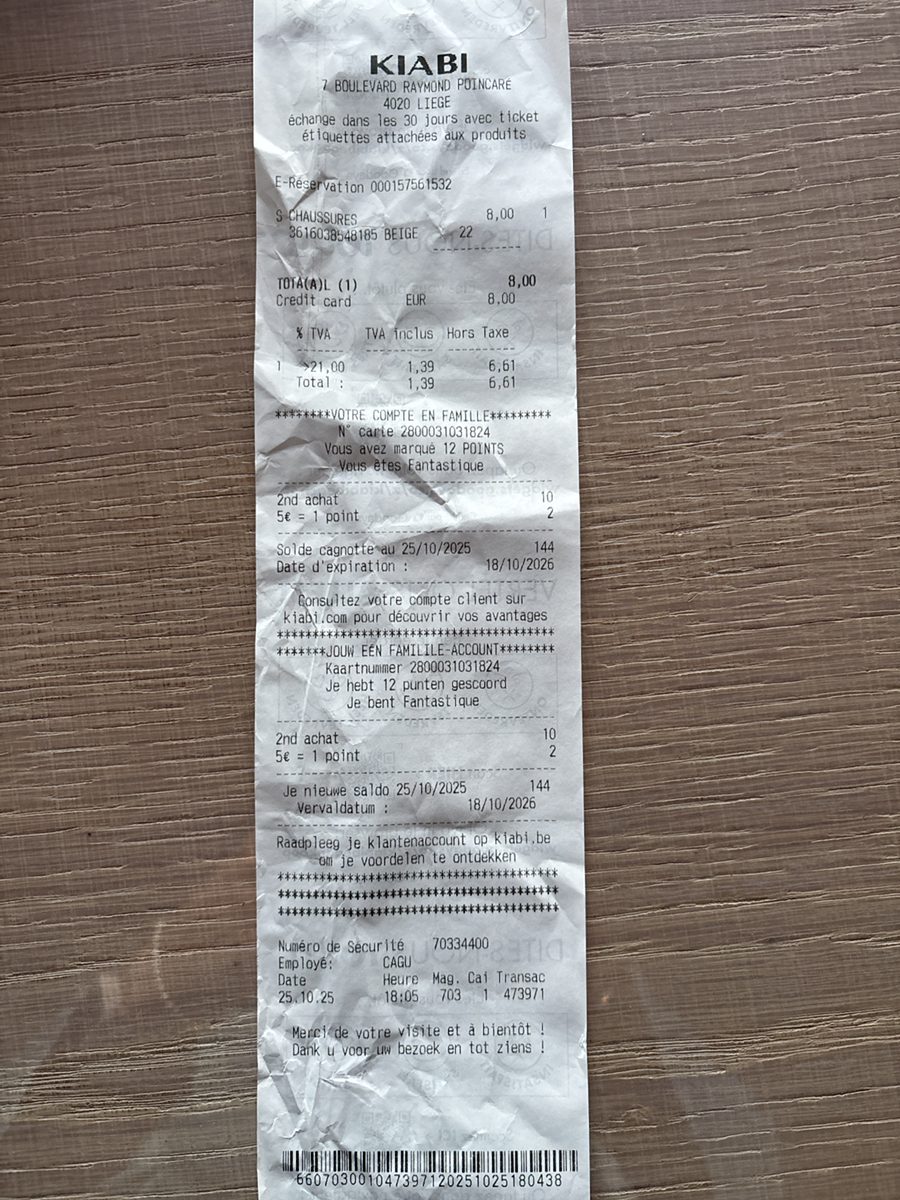 KIABI
7 BOULEVARD RAYMOND POINCARÉ
4020 LIEGE
échange dans les 30 jours avec ticket
étiquettes attachées aux produits
E-Réservation 000157561532
S CHAUSSURES 8,00 1
3616038548185 BEIGE 22
--------------
TOTA(A)L (1) 8,00
Credit card EUR 8.00
% TVA TVA inclus Hors Taxe
1 >21,00 1,39 6,61
Total : 1,39 6,61
********VOTRE COMPTE EN FAMILLE*********
N° carte 2800031031824
Vous avez marqué 12 POINTS
Vous êtes Fantastique
2nd achat 10
5€ = 1 point 2
Solde cagnotte au 25/10/2025 144
Date d'expiration : 18/10/2026
Consultez votre compte client sur
kiabi.com pour découvrir vos avantages
*******JOUW EEN FAMILILE-ACCOUNT********
Kaartnummer 2800031031824
Je hebt 12 punten gescoord
Je bent Fantastique
2nd achat 10
5€ = 1 point 2
Je nieuwe saldo 25/10/2025 144
Vervaldatum : 18/10/2026
Raadpleeg je klantenaccount op kiabi.be
om je voordelen te ontdekken
Numéro de Sécurité 70334400
Employé: CAGU
Date Heure Mag. Cai Transac
25.10.25 18:05 703 1 473971
Merci de votre visite et à bientôt !
Dank u voor uw bezoek en tot ziens !
66070300104739712025102518043​8